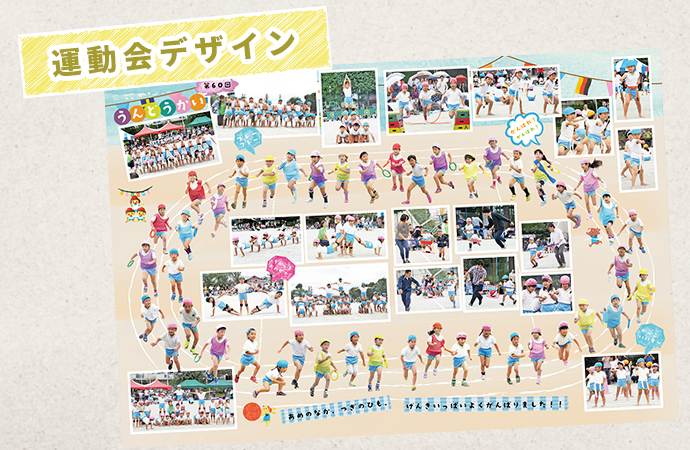 運動会デザイン
第60回
うんどうかい
あめのなか、つぎのひも、
げんきいっぱいよくがんばりました!!